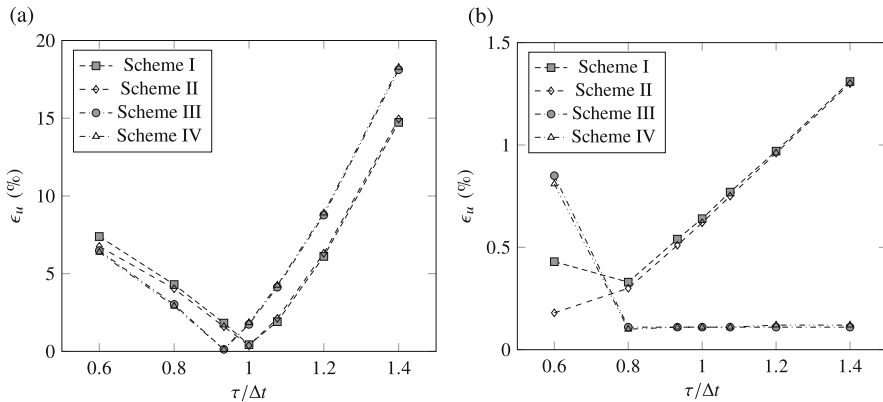 (a)
20
15
10
5
0
ϵu (%)
Scheme I
Scheme II
Scheme III
Scheme IV
0.6 0.8 1 1.2 1.4
τ/Δt
(b)
1.5
1
0.5
0
ϵu (%)
Scheme I
Scheme II
Scheme III
Scheme IV
0.6 0.8 1 1.2 1.4
τ/Δt